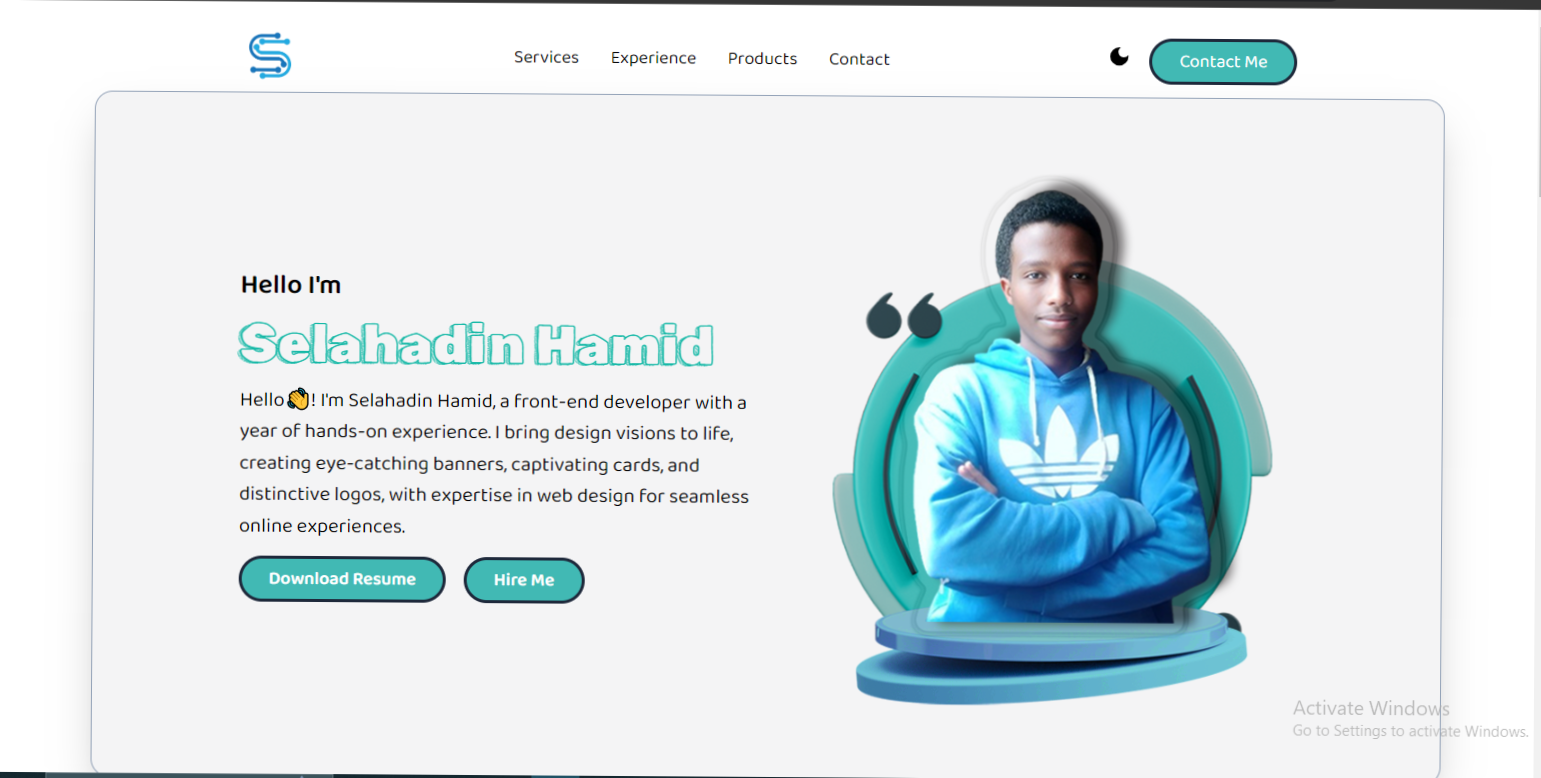 Services Experience Products Contact Contact Me
Hello I'm
Selahadin Hamid
Hello👋! I'm Selahadin Hamid, a front-end developer with a
year of hands-on experience. I bring design visions to life,
creating eye-catching banners, captivating cards, and
distinctive logos, with expertise in web design for seamless
online experiences.
Download Resume Hire Me
Activate Windows
Go to Settings to activate Windows.